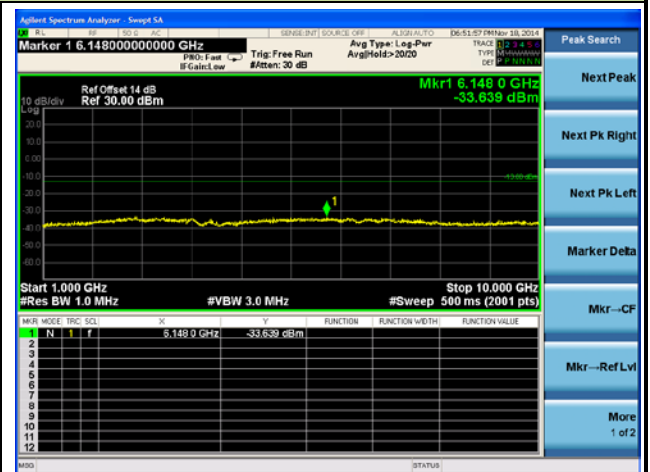 Agilent Spectrum Analyzer - Swept SA
RL RF 50 Ω AC SENSE:INT SOURCE OFF ALIGN AUTO 06:51:57 PM Nov 18, 2014
Marker 1 6.148000000000 GHz
PNO: Fast
IFGain:Low
Trig: Free Run
#Atten: 30 dB
Avg Type: Log-Pwr
Avg|Hold:>20/20
TRACE 1 2 3 4 5 6
TYPE
DET P P N N N N
Peak Search
Next Peak
Next Pk Right
Next Pk Left
Marker Delta
Mkr→CF
Mkr→RefLvl
More
1 of 2
Mkr1 6.148 0 GHz
-33.639 dBm
Ref Offset 14 dB
10 dB/div Ref 30.00 dBm
Log
20.0
10.0
0.00
-10.0
-20.0
-30.0
-40.0
-50.0
-60.0
-13.00 dBm
1
Start 1.000 GHz Stop 10.000 GHz
#Res BW 1.0 MHz #VBW 3.0 MHz #Sweep 500 ms (2001 pts)
MKR MODE TRC SCL X Y FUNCTION FUNCTION WIDTH FUNCTION VALUE
1 N 1 f 6.148 0 GHz -33.639 dBm
2
3
4
5
6
7
8
9
10
11
12
MSG STATUS